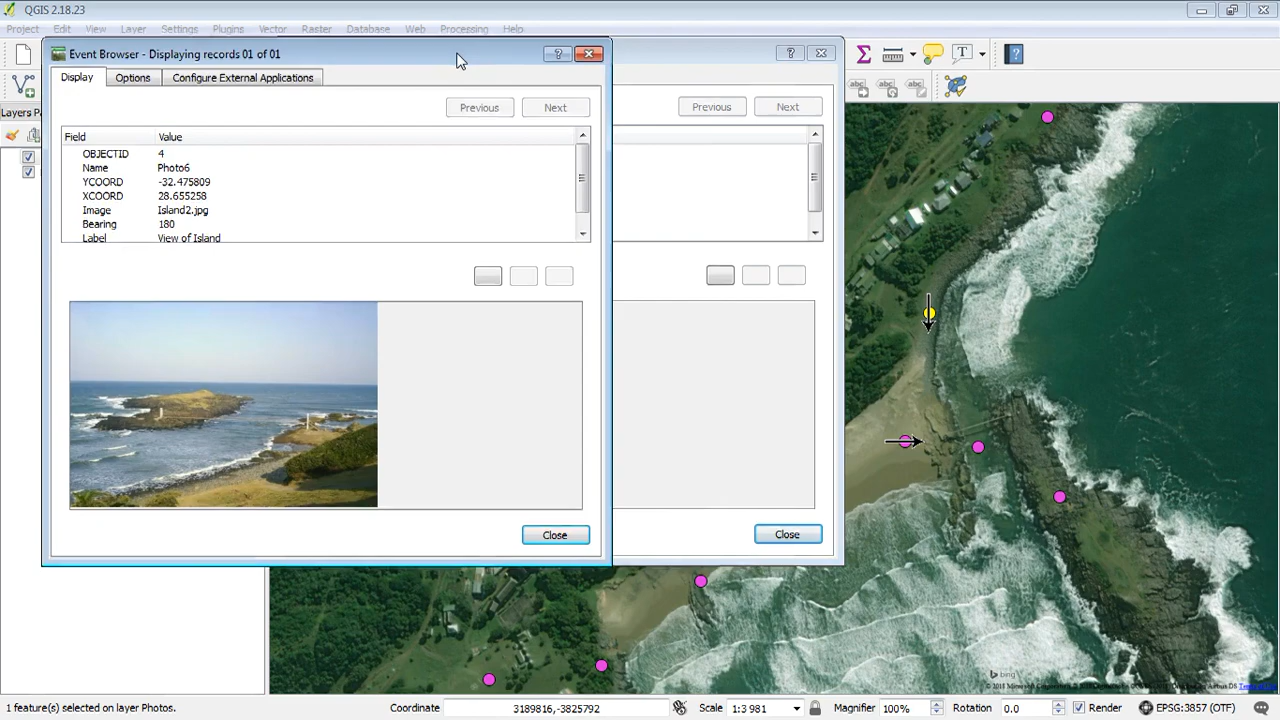 QGIS 2.18.23
Project Edit View Layer Settings Plugins Vector Raster Database Web Processing Help
Event Browser - Displaying records 01 of 01
Display Options Configure External Applications
Previous Next
Previous Next
Layers Pa
Field Value
OBJECTID 4
Name Photo6
YCOORD -32.475809
XCOORD 28.655258
Image Island2.jpg
Bearing 180
Label View of Island
Close
Close
bing
1 feature(s) selected on layer Photos.
Coordinate 3189816,-3825792 Scale 1:3 981 Magnifier 100% Rotation 0.0 Render EPSG:3857 (OTF)